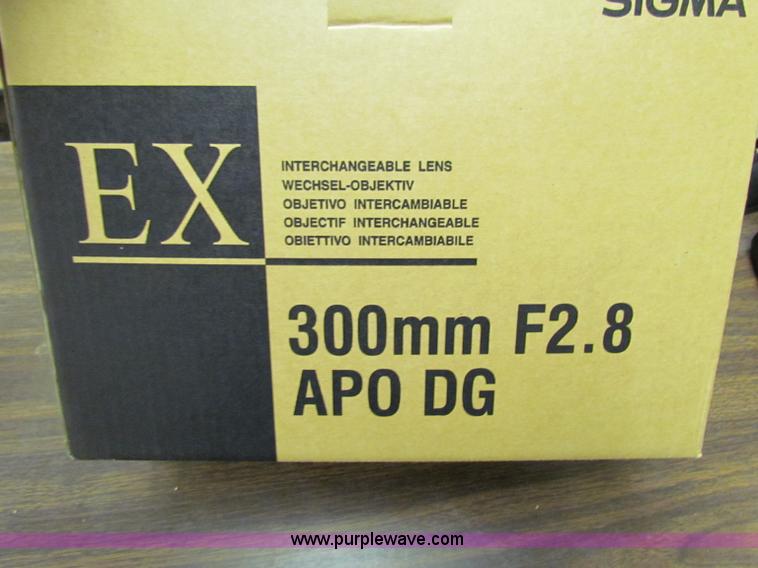 SIGMA
EX
INTERCHANGEABLE LENS
WECHSEL-OBJEKTIV
OBJETIVO INTERCAMBIABLE
OBJECTIF INTERCHANGEABLE
OBIETTIVO INTERCAMBIABILE
300mm F2.8
APO DG
www.purplewave.com